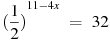 (1/2)^{11-4x} = 32